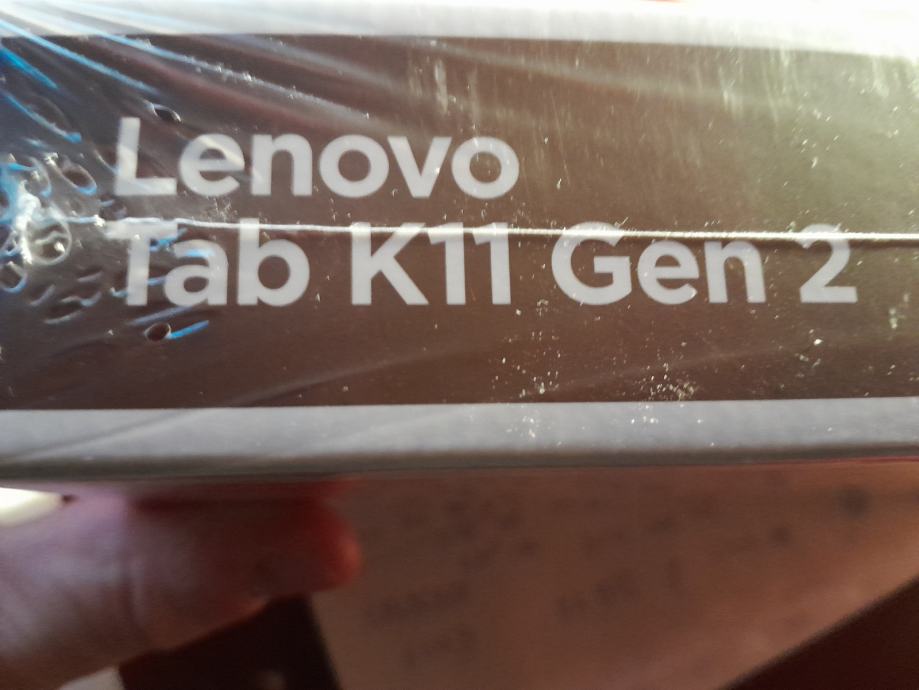 Lenovo
Tab K11 Gen 2